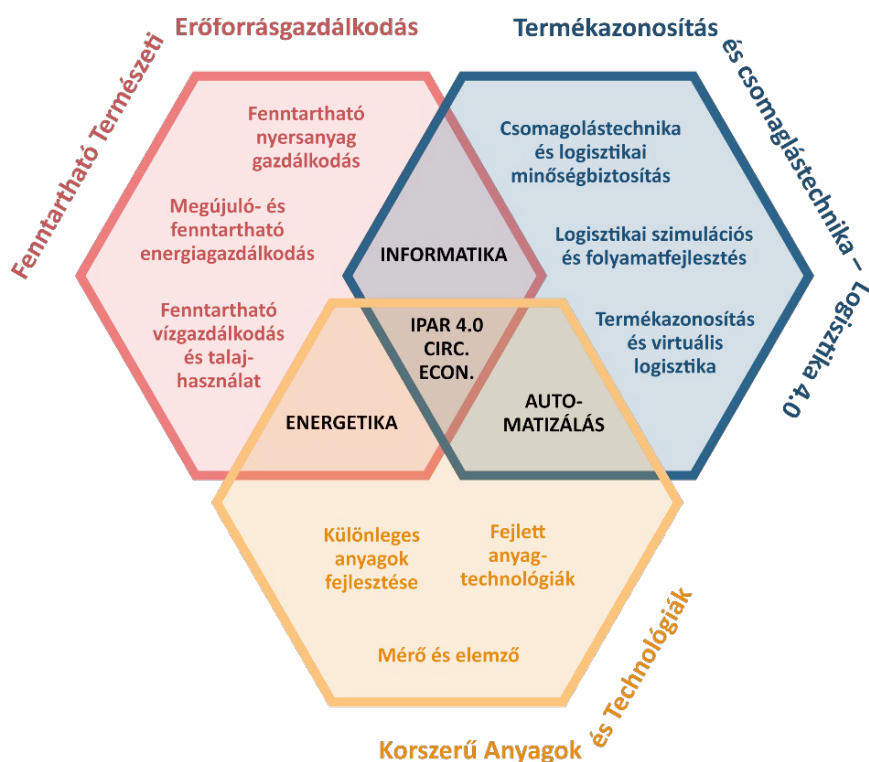 Fenntartható Természeti
Erőforrásgazdálkodás
Termékazonosítás
és csomaglástechnika – Logisztika 4.0
Fenntartható
nyersanyag
gazdálkodás
Megújuló- és
fenntartható
energiagazdálkodás
Fenntartható
vízgazdálkodás
és talaj-
használat
Csomagolástechnika
és logisztikai
minőségbiztosítás
Logisztikai szimulációs
és folyamatfejlesztés
Termékazonosítás
és virtuális
logisztika
INFORMATIKA
IPAR 4.0
CIRC.
ECON.
ENERGETIKA
AUTO-
MATIZÁLÁS
Különleges
anyagok
fejlesztése
Fejlett
anyag-
technológiák
Mérő és elemző
Korszerű Anyagok
és Technológiák